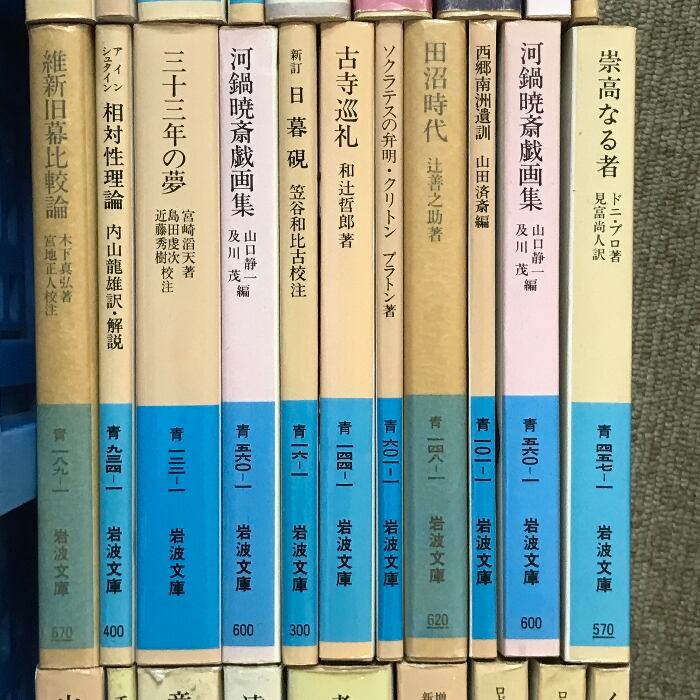 維新旧幕比較論
木下真弘著
宮地正人校注
青 一八九-一
岩波文庫
670
アインシュタイン
相対性理論
内山龍雄訳・解説
青 九三四-一
岩波文庫
400
三十三年の夢
宮崎滔天著
島田虔次
近藤秀樹校注
青 一二二-一
岩波文庫
河鍋暁斎戯画集
山口静一
及川茂編
青 五六〇-一
岩波文庫
600
新訂 日暮硯
笠谷和比古校注
青 一六-一
岩波文庫
300
古寺巡礼
和辻哲郎著
青 一四四-一
岩波文庫
ソクラテスの弁明・クリトン
プラトン著
青 六〇一-一
岩波文庫
田沼時代
辻善之助著
青 一四八-一
岩波文庫
620
西郷南洲遺訓
山田済斎編
青 一〇一-一
岩波文庫
河鍋暁斎戯画集
山口静一
及川茂編
青 五六〇-一
岩波文庫
600
崇高なる者
ドニ・プロ著
見富尚人訳
青 四五七-一
岩波文庫
570